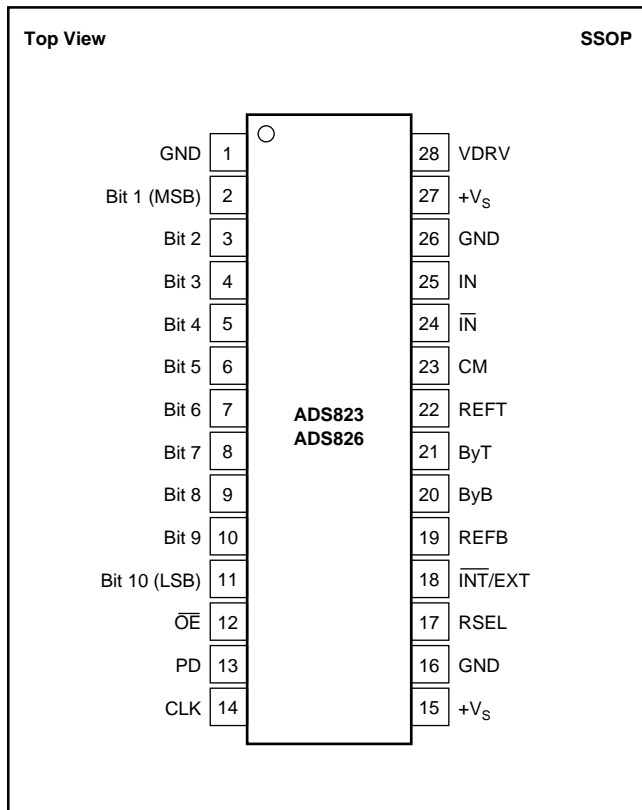 Top View SSOP
GND 1 28 VDRV
Bit 1 (MSB) 2 27 +VS
Bit 2 3 26 GND
Bit 3 4 25 IN
Bit 4 5 24 I̅N̅
Bit 5 6 23 CM
Bit 6 7 22 REFT
ADS823
ADS826
Bit 7 8 21 ByT
Bit 8 9 20 ByB
Bit 9 10 19 REFB
Bit 10 (LSB) 11 18 I̅N̅T̅/EXT
O̅E̅ 12 17 RSEL
PD 13 16 GND
CLK 14 15 +VS